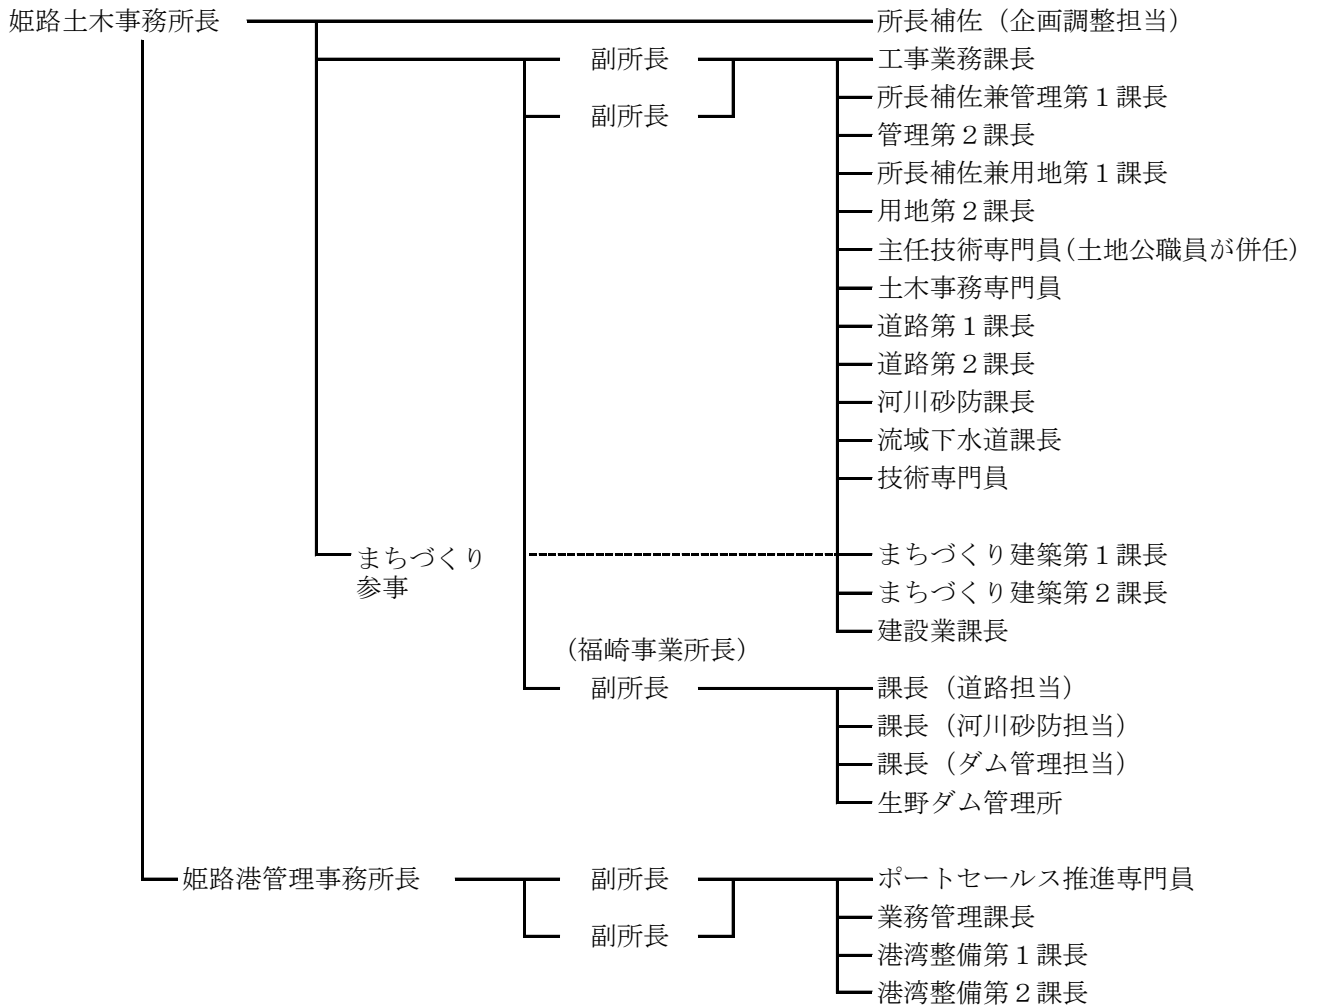 姫路土木事務所長
所長補佐（企画調整担当）
副所長
工事業務課長
所長補佐兼管理第１課長
副所長
管理第２課長
所長補佐兼用地第１課長
用地第２課長
主任技術専門員(土地公職員が併任)
土木事務専門員
道路第１課長
道路第２課長
河川砂防課長
流域下水道課長
技術専門員
まちづくり
参事
まちづくり建築第１課長
まちづくり建築第２課長
建設業課長
（福崎事業所長）
副所長
課長（道路担当）
課長（河川砂防担当）
課長（ダム管理担当）
生野ダム管理所
姫路港管理事務所長
副所長
ポートセールス推進専門員
業務管理課長
副所長
港湾整備第１課長
港湾整備第２課長